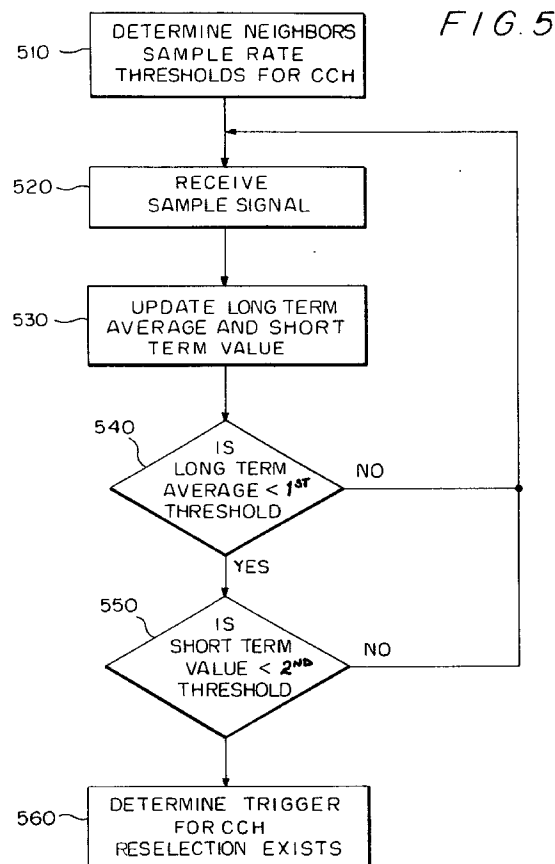 FIG.5
510
DETERMINE NEIGHBORS
SAMPLE RATE
THRESHOLDS FOR CCH
520
RECEIVE
SAMPLE SIGNAL
530
UPDATE LONG TERM
AVERAGE AND SHORT
TERM VALUE
540
IS
LONG TERM
AVERAGE < 1ST
THRESHOLD
NO
YES
550
IS
SHORT TERM
VALUE < 2ND
THRESHOLD
NO
560
DETERMINE TRIGGER
FOR CCH
RESELECTION EXISTS